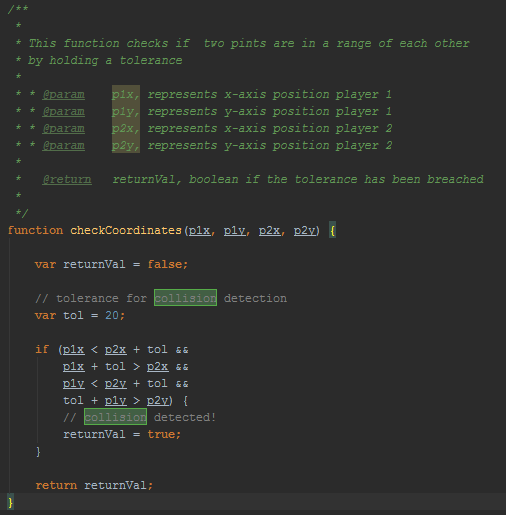 /**
*
* This function checks if  two pints are in a range of each other
* by holding a tolerance
*
* * @param    p1x, represents x-axis position player 1
* * @param    p1y, represents y-axis position player 1
* * @param    p2x, represents x-axis position player 2
* * @param    p2y, represents y-axis position player 2
*
*   @return   returnVal, boolean if the tolerance has been breached
*
*/
function checkCoordinates(p1x, p1y, p2x, p2y) {
    var returnVal = false;
    // tolerance for collision detection
    var tol = 20;
    if (p1x < p2x + tol &&
        p1x + tol > p2x &&
        p1y < p2y + tol &&
        tol + p1y > p2y) {
        // collision detected!
        returnVal = true;
    }
    return returnVal;
}